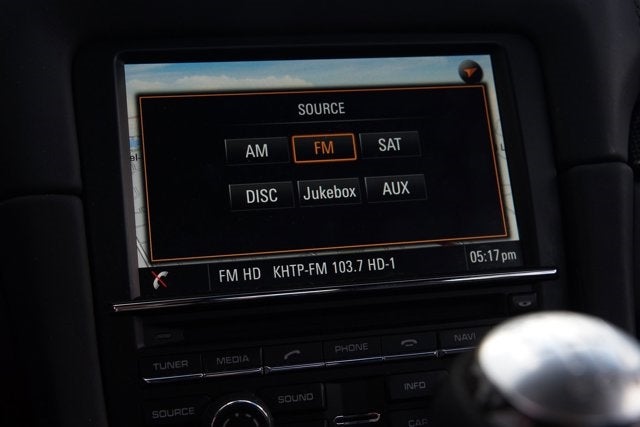 SOURCE
AM FM SAT
DISC Jukebox AUX
FM HD KHTP-FM 103.7 HD-1 05:17 pm
TUNER MEDIA PHONE NAVI
SOURCE SOUND INFO